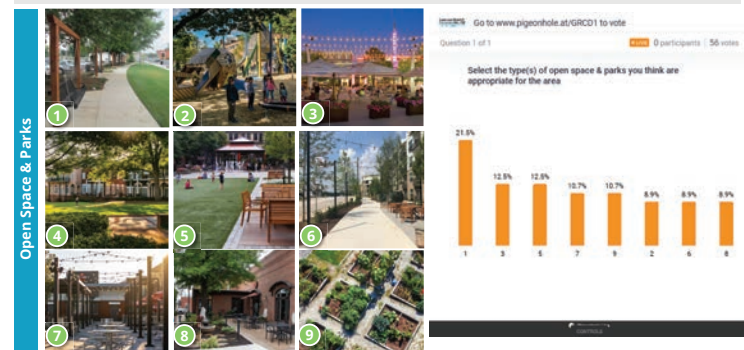 Open Space & Parks
1
2
3
4
5
6
7
8
9
Go to www.pigeonhole.at/GRCD1 to vote
Question 1 of 1
LIVE 0 participants 56 votes
Select the type(s) of open space & parks you think are
appropriate for the area
21.5%
12.5% 12.5%
10.7% 10.7%
8.9% 8.9% 8.9%
1 3 5 7 9 2 6 8